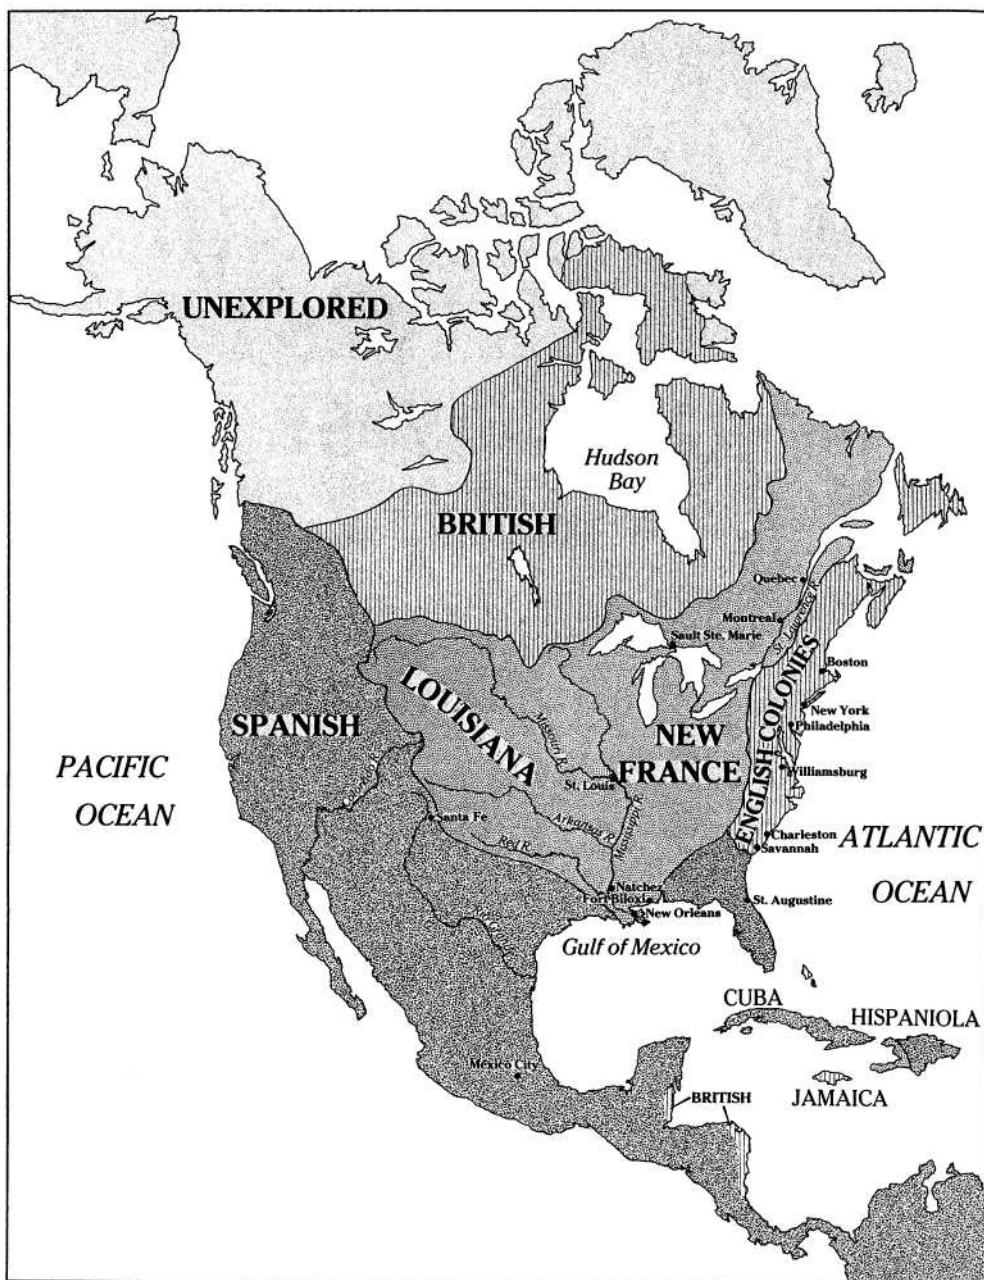 UNEXPLORED
Hudson
Bay
BRITISH
Quebec
Montreal
St. Lawrence R.
Sault Ste. Marie
Boston
ENGLISH COLONIES
LOUISIANA
New York
Philadelphia
SPANISH
Missouri R.
NEW
FRANCE
St. Louis
Williamsburg
PACIFIC
OCEAN
Colorado R.
Santa Fe
Arkansas R.
Mississippi R.
Red R.
Charleston
Savannah
ATLANTIC
OCEAN
Natchez
Fort Biloxi
New Orleans
St. Augustine
Gulf of Mexico
CUBA
HISPANIOLA
Mexico City
JAMAICA
BRITISH